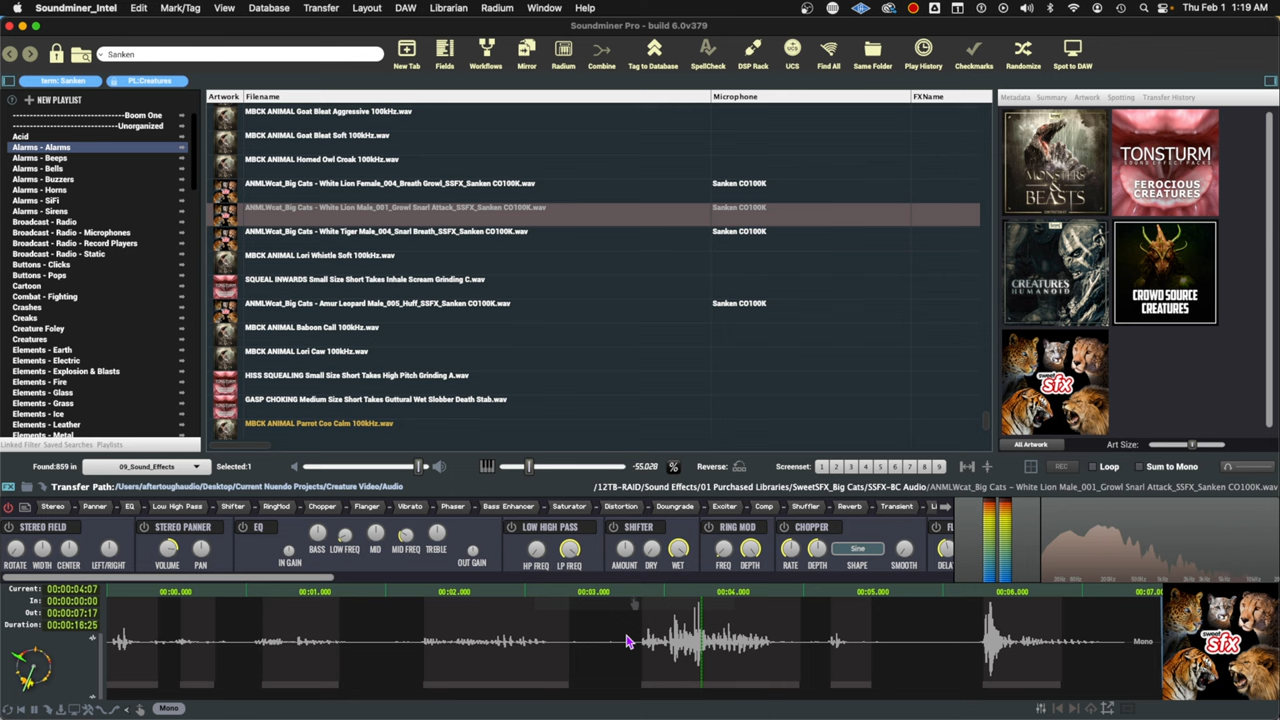 Soundminer_Intel Edit Mark/Tag View Database Transfer Layout DAW Librarian Radium Window Help Thu Feb 1 1:19 AM
Soundminer Pro - build 6.0v379
Sanken
New Tab Fields Workflows Mirror Radium Combine Tag to Database SpellCheck DSP Rack UCS Find All Same Folder Play History Checkmarks Randomize Spot to DAW
term: Sanken PL:Creatures
NEW PLAYLIST
Artwork Filename Microphone FXName
Metadata Summary Artwork Spotting Transfer History
-----------------------------------Boom One
---------------------------------Unorganized
Acid
Alarms - Alarms
Alarms - Beeps
Alarms - Bells
Alarms - Buzzers
Alarms - Horns
Alarms - SiFi
Alarms - Sirens
Broadcast - Radio
Broadcast - Radio - Microphones
Broadcast - Radio - Record Players
Broadcast - Radio - Static
Buttons - Clicks
Buttons - Pops
Cartoon
Combat - Fighting
Crashes
Creaks
Creature Foley
Creatures
Elements - Earth
Elements - Electric
Elements - Explosion & Blasts
Elements - Fire
Elements - Glass
Elements - Grass
Elements - Ice
Elements - Leather
Elements - Metal
Linked Filter Saved Searches Playlists
MBCK ANIMAL Goat Bleat Aggressive 100kHz.wav
MBCK ANIMAL Goat Bleat Soft 100kHz.wav
MBCK ANIMAL Horned Owl Croak 100kHz.wav
ANMLWcat_Big Cats - White Lion Female_004_Breath Growl_SSFX_Sanken CO100K.wav Sanken CO100K
ANMLWcat_Big Cats - White Lion Male_001_Growl Snarl Attack_SSFX_Sanken CO100K.wav Sanken CO100K
ANMLWcat_Big Cats - White Tiger Male_004_Snarl Breath_SSFX_Sanken CO100K.wav Sanken CO100K
MBCK ANIMAL Lori Whistle Soft 100kHz.wav
SQUEAL INWARDS Small Size Short Takes Inhale Scream Grinding C.wav
ANMLWcat_Big Cats - Amur Leopard Male_005_Huff_SSFX_Sanken CO100K.wav Sanken CO100K
MBCK ANIMAL Baboon Call 100kHz.wav
MBCK ANIMAL Lori Caw 100kHz.wav
HISS SQUEALING Small Size Short Takes High Pitch Grinding A.wav
GASP CHOKING Medium Size Short Takes Guttural Wet Slobber Death Stab.wav
MBCK ANIMAL Parrot Coo Calm 100kHz.wav
MONSTERS & BEASTS
TONSTURM
FEROCIOUS CREATURES
CREATURES HUMANOID
CROWD SOURCE CREATURES
sweet sfx
All Artwork Art Size:
Found:859 in 09_Sound_Effects Selected:1 -55.028 % Reverse: Screenset: 1 2 3 4 5 6 7 8 9 REC Loop Sum to Mono
FX Transfer Path:/Users/aftertoughaudio/Desktop/Current Nuendo Projects/Creature Video/Audio /12TB-RAID/Sound Effects/01 Purchased Libraries/SweetSFX_Big Cats/SSFX-BC Audio/ANMLWcat_Big Cats - White Lion Male_001_Growl Snarl Attack_SSFX_Sanken CO100K.wav
Stereo Panner EQ Low High Pass Shifter RingMod Chopper Flanger Vibrato Phaser Bass Enhancer Saturator Distortion Downgrade Exciter Comp Shuffler Reverb Transient
STEREO FIELD STEREO PANNER EQ LOW HIGH PASS SHIFTER RING MOD CHOPPER FL
ROTATE WIDTH CENTER LEFT/RIGHT VOLUME PAN IN GAIN BASS LOW FREQ MID MID FREQ TREBLE OUT GAIN HP FREQ LP FREQ AMOUNT DRY WET FREQ DEPTH RATE DEPTH Sine SHAPE SMOOTH DELA
Current: 00:00:04:07
In: 00:00:00:00
Out: 00:00:07:17
Duration: 00:00:16:25
00:00.000 00:01.000 00:02.000 00:03.000 00:04.000 00:05.000 00:06.000 00:07.0
Mono
sweet sfx
Mono